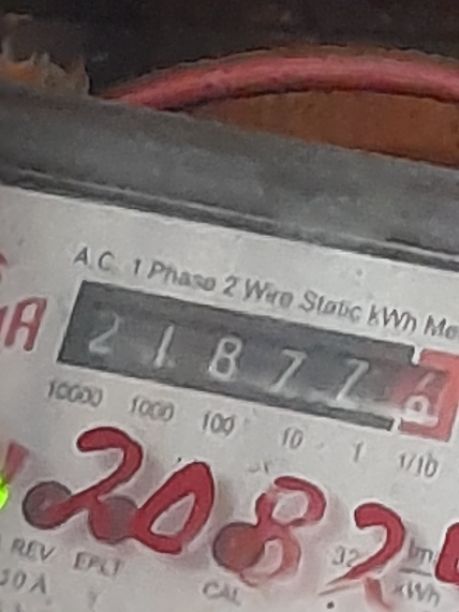 A.C. 1 Phase 2 Wire Static kWh Me
2 1 8 7 7 6
10000 1000 100 10 1 1/10
2082
REV EPLT
CAL
32
kWh
10 A